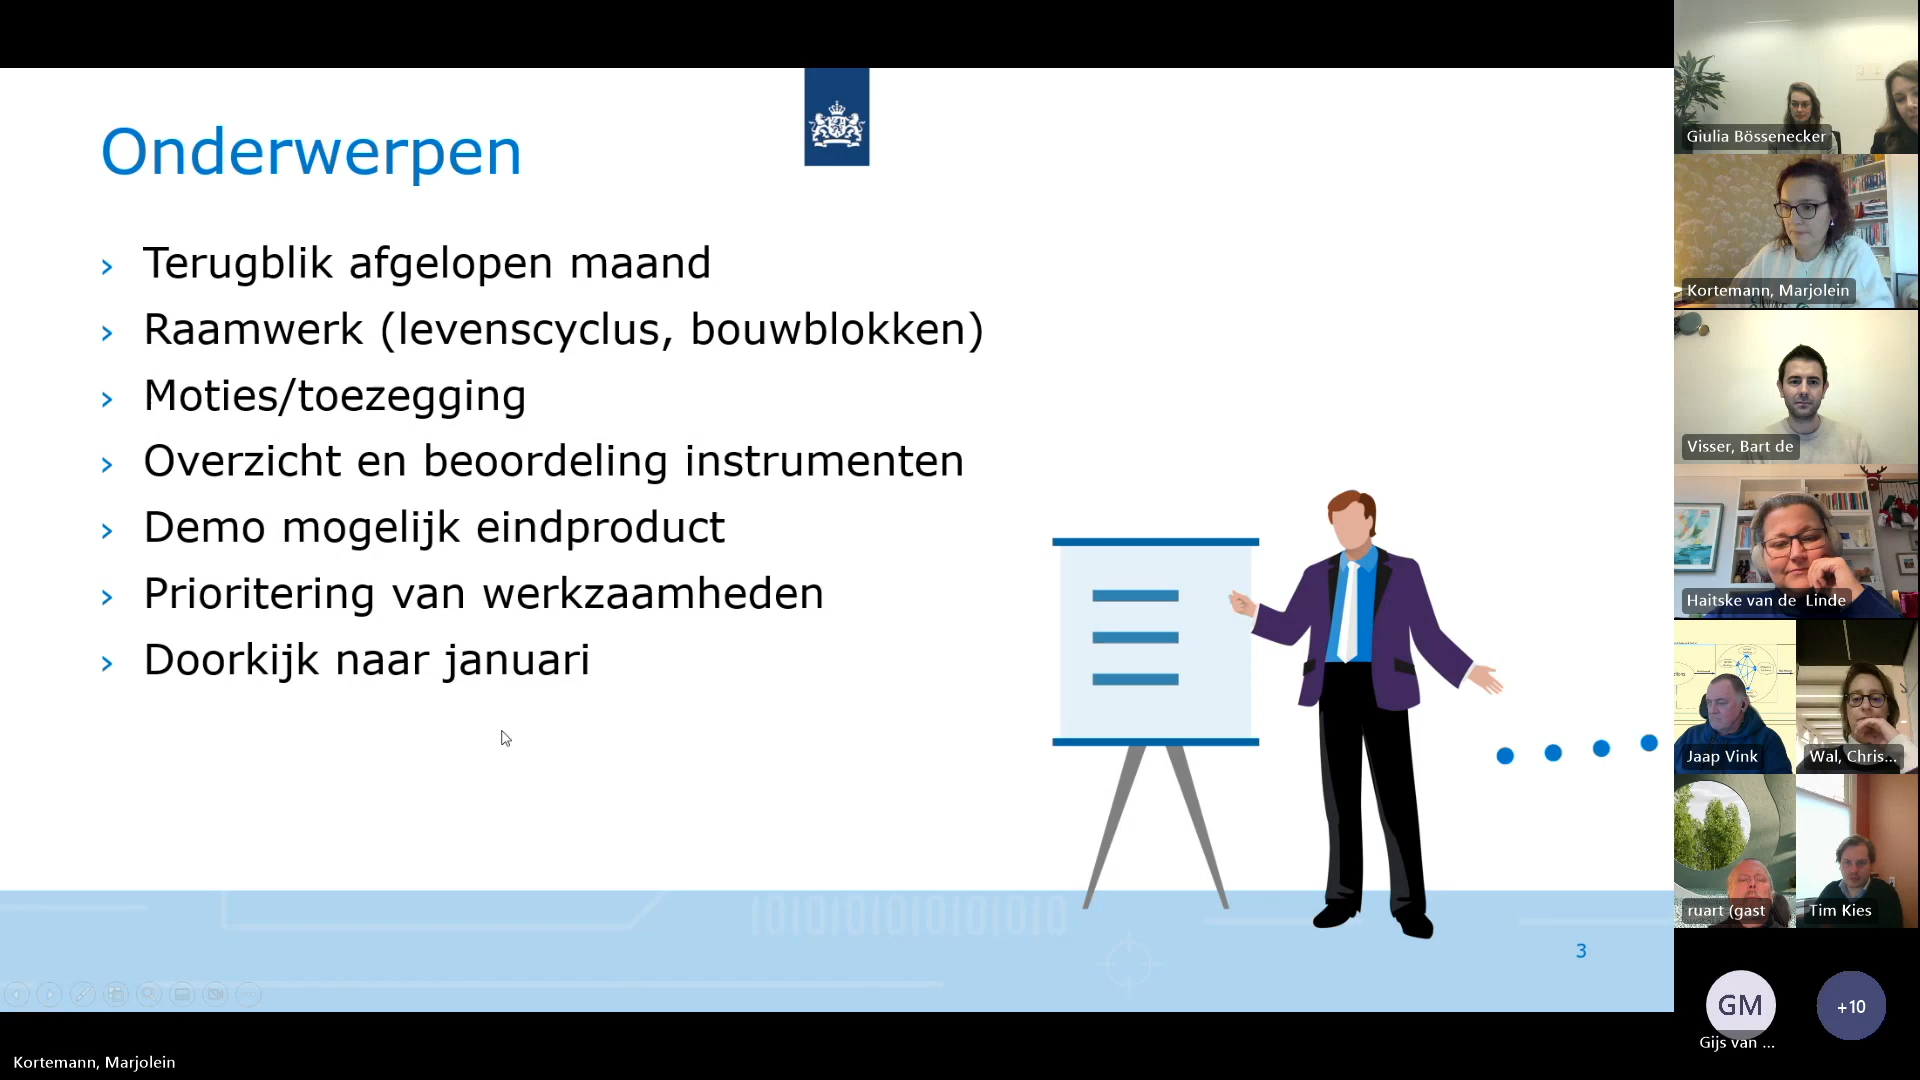 Onderwerpen
› Terugblik afgelopen maand
› Raamwerk (levenscyclus, bouwblokken)
› Moties/toezegging
› Overzicht en beoordeling instrumenten
› Demo mogelijk eindproduct
› Prioritering van werkzaamheden
› Doorkijk naar januari
3
Kortemann, Marjolein
Giulia Bössenecker
Kortemann, Marjolein
Visser, Bart de
Haitske van de Linde
Jaap Vink
Wal, Chris...
ruart (gast
Tim Kies
GM
+10
Gijs van ...